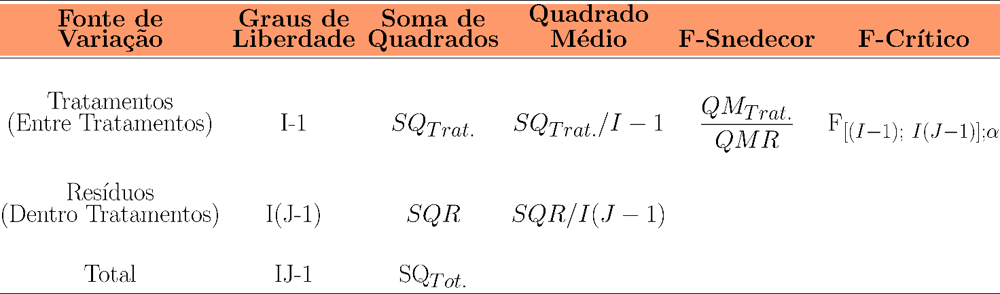 Fonte de Variação Graus de Liberdade Soma de Quadrados Quadrado Médio F-Snedecor F-Crítico
Tratamentos
(Entre Tratamentos) I-1 $SQ_{Trat.}$ $SQ_{Trat.}/I-1$ $\frac{QM_{Trat.}}{QMR}$ F$_{[(I-1);\ I(J-1)];\alpha}$
Resíduos
(Dentro Tratamentos) I(J-1) $SQR$ $SQR/I(J-1)$
Total IJ-1 SQ$_{Tot.}$